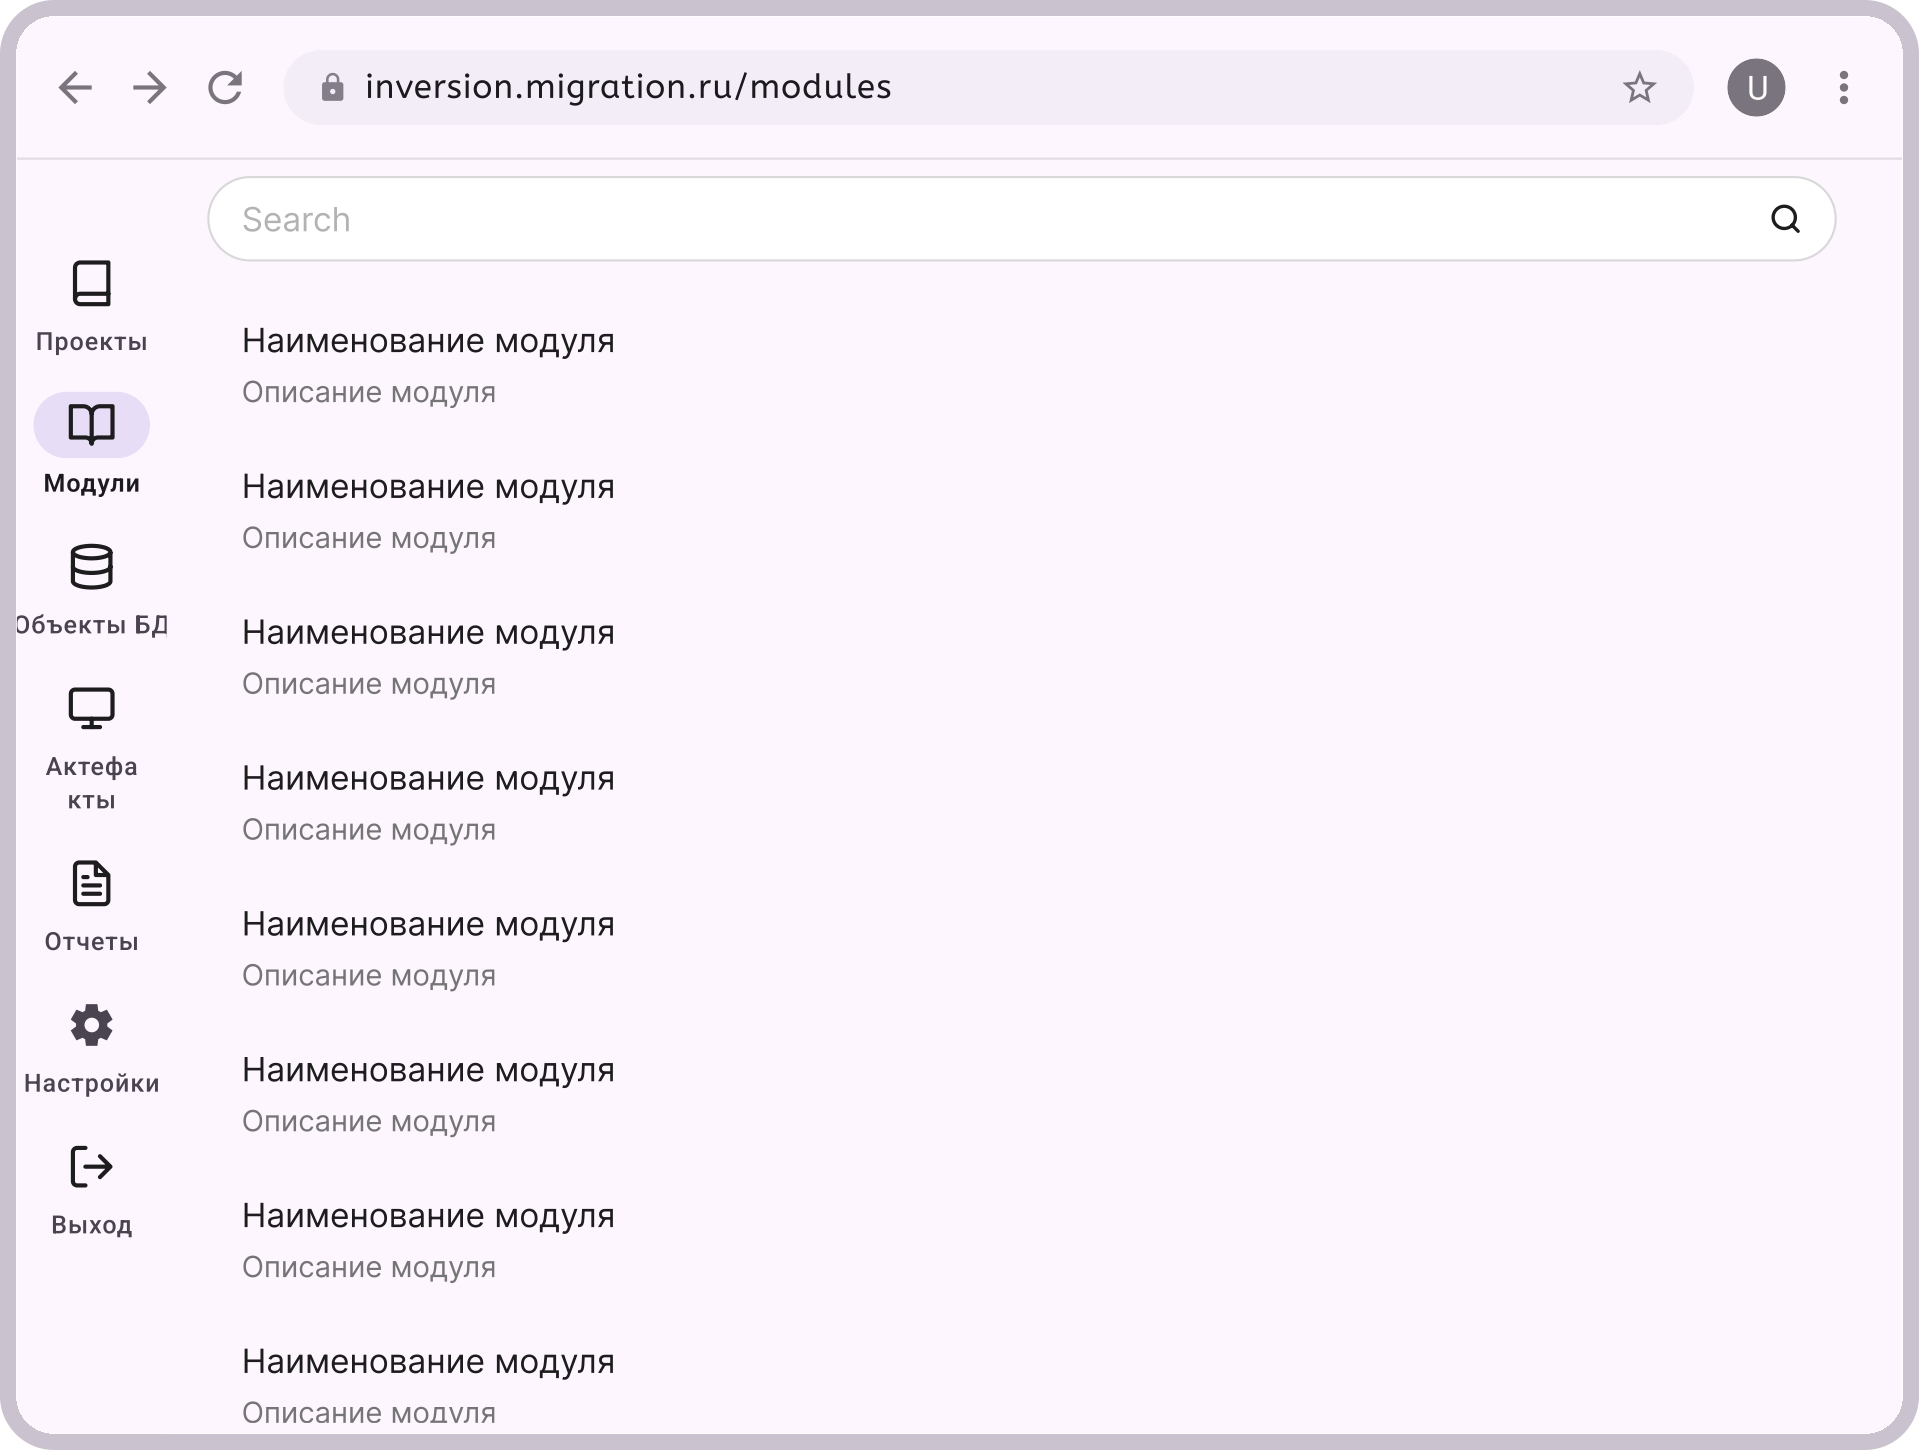 inversion.migration.ru/modules
U
Search
Проекты
Модули
Объекты БД
Актефа
кты
Отчеты
Настройки
Выход
Наименование модуля
Описание модуля
Наименование модуля
Описание модуля
Наименование модуля
Описание модуля
Наименование модуля
Описание модуля
Наименование модуля
Описание модуля
Наименование модуля
Описание модуля
Наименование модуля
Описание модуля
Наименование модуля
Описание модуля